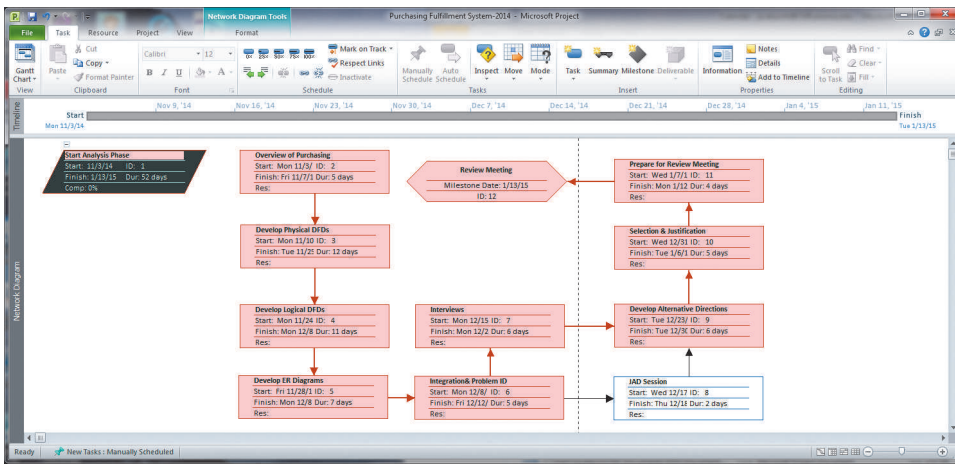 Network Diagram Tools
Purchasing Fulfillment System-2014 – Microsoft Project
File Task Resource Project View Format
Gantt Chart
View
Paste
Cut
Copy
Format Painter
Clipboard
Calibri 12
B I U A
Font
0% 25% 50% 75% 100%
Mark on Track
Respect Links
Inactivate
Schedule
Manually Schedule
Auto Schedule
Inspect
Move
Mode
Tasks
Task
Summary
Milestone
Deliverable
Insert
Information
Notes
Details
Add to Timeline
Properties
Scroll to Task
Find
Clear
Fill
Editing
Timeline
Nov 9, '14 Nov 16, '14 Nov 23, '14 Nov 30, '14 Dec 7, '14 Dec 14, '14 Dec 21, '14 Dec 28, '14 Jan 4, '15 Jan 11, '15
Start
Mon 11/3/14
Finish
Tue 1/13/15
Network Diagram
Start Analysis Phase
Start: 11/3/14 ID: 1
Finish: 1/13/15 Dur: 52 days
Comp: 0%
Overview of Purchasing
Start: Mon 11/3/ ID: 2
Finish: Fri 11/7/1 Dur: 5 days
Res:
Review Meeting
Milestone Date: 1/13/15
ID: 12
Prepare for Review Meeting
Start: Wed 1/7/1 ID: 11
Finish: Mon 1/12 Dur: 4 days
Res:
Develop Physical DFDs
Start: Mon 11/10 ID: 3
Finish: Tue 11/25 Dur: 12 days
Res:
Selection & Justification
Start: Wed 12/31 ID: 10
Finish: Tue 1/6/1 Dur: 5 days
Res:
Develop Logical DFDs
Start: Mon 11/24 ID: 4
Finish: Mon 12/8 Dur: 11 days
Res:
Interviews
Start: Mon 12/15 ID: 7
Finish: Mon 12/2 Dur: 6 days
Res:
Develop Alternative Directions
Start: Tue 12/23/ ID: 9
Finish: Tue 12/30 Dur: 6 days
Res:
Develop ER Diagrams
Start: Fri 11/28/1 ID: 5
Finish: Mon 12/8 Dur: 7 days
Res:
Integration& Problem ID
Start: Mon 12/8/ ID: 6
Finish: Fri 12/12/ Dur: 5 days
Res:
JAD Session
Start: Wed 12/17 ID: 8
Finish: Thu 12/18 Dur: 2 days
Res:
Ready
New Tasks : Manually Scheduled